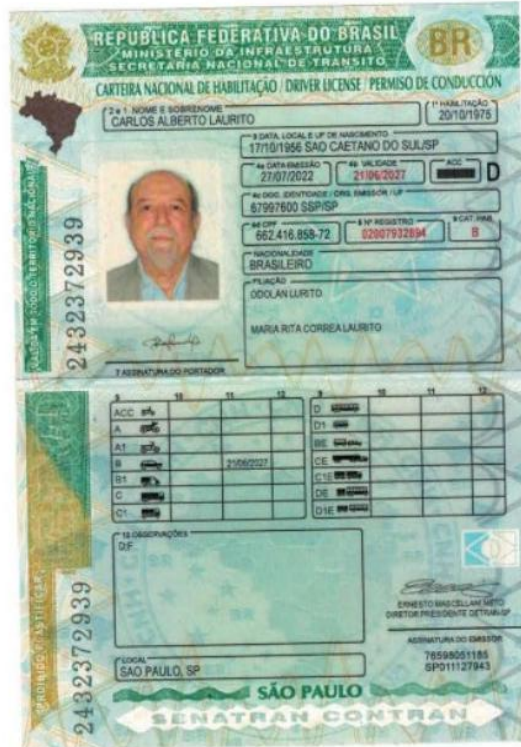 REPÚBLICA FEDERATIVA DO BRASIL
MINISTÉRIO DA INFRAESTRUTURA
SECRETARIA NACIONAL DE TRÂNSITO
BR
CARTEIRA NACIONAL DE HABILITAÇÃO / DRIVER LICENSE / PERMISO DE CONDUCCIÓN
2 e 1 NOME E SOBRENOME
1ª HABILITAÇÃO
CARLOS ALBERTO LAURITO
20/10/1975
3 DATA, LOCAL E UF DE NASCIMENTO
17/10/1956 SAO CAETANO DO SUL/SP
4a DATA EMISSÃO
4b VALIDADE
ACC
27/07/2022
21/06/2027
D
4c DOC. IDENTIDADE / ORG. EMISSOR / UF
67997600 SSP/SP
4d CPF
5 Nº REGISTRO
9 CAT. HAB.
662.416.858-72
02007932894
B
NACIONALIDADE
BRASILEIRO
FILIAÇÃO
ODOLAN LURITO
MARIA RITA CORREA LAURITO
7 ASSINATURA DO PORTADOR
VÁLIDA EM TODO O TERRITÓRIO NACIONAL
2432372939
9 10 11 12
9 10 11 12
ACC
D
A
D1
A1
BE
B 21/06/2027
CE
B1
C1E
C
DE
C1
D1E
12 OBSERVAÇÕES
D:F
ERNESTO MASCELLANI NETO
DIRETOR PRESIDENTE DETRAN-SP
ASSINATURA DO EMISSOR
76598051185
SP011127943
LOCAL
SAO PAULO, SP
PROIBIDO PLASTIFICAR
2432372939
SÃO PAULO
SENATRAN CONTRAN